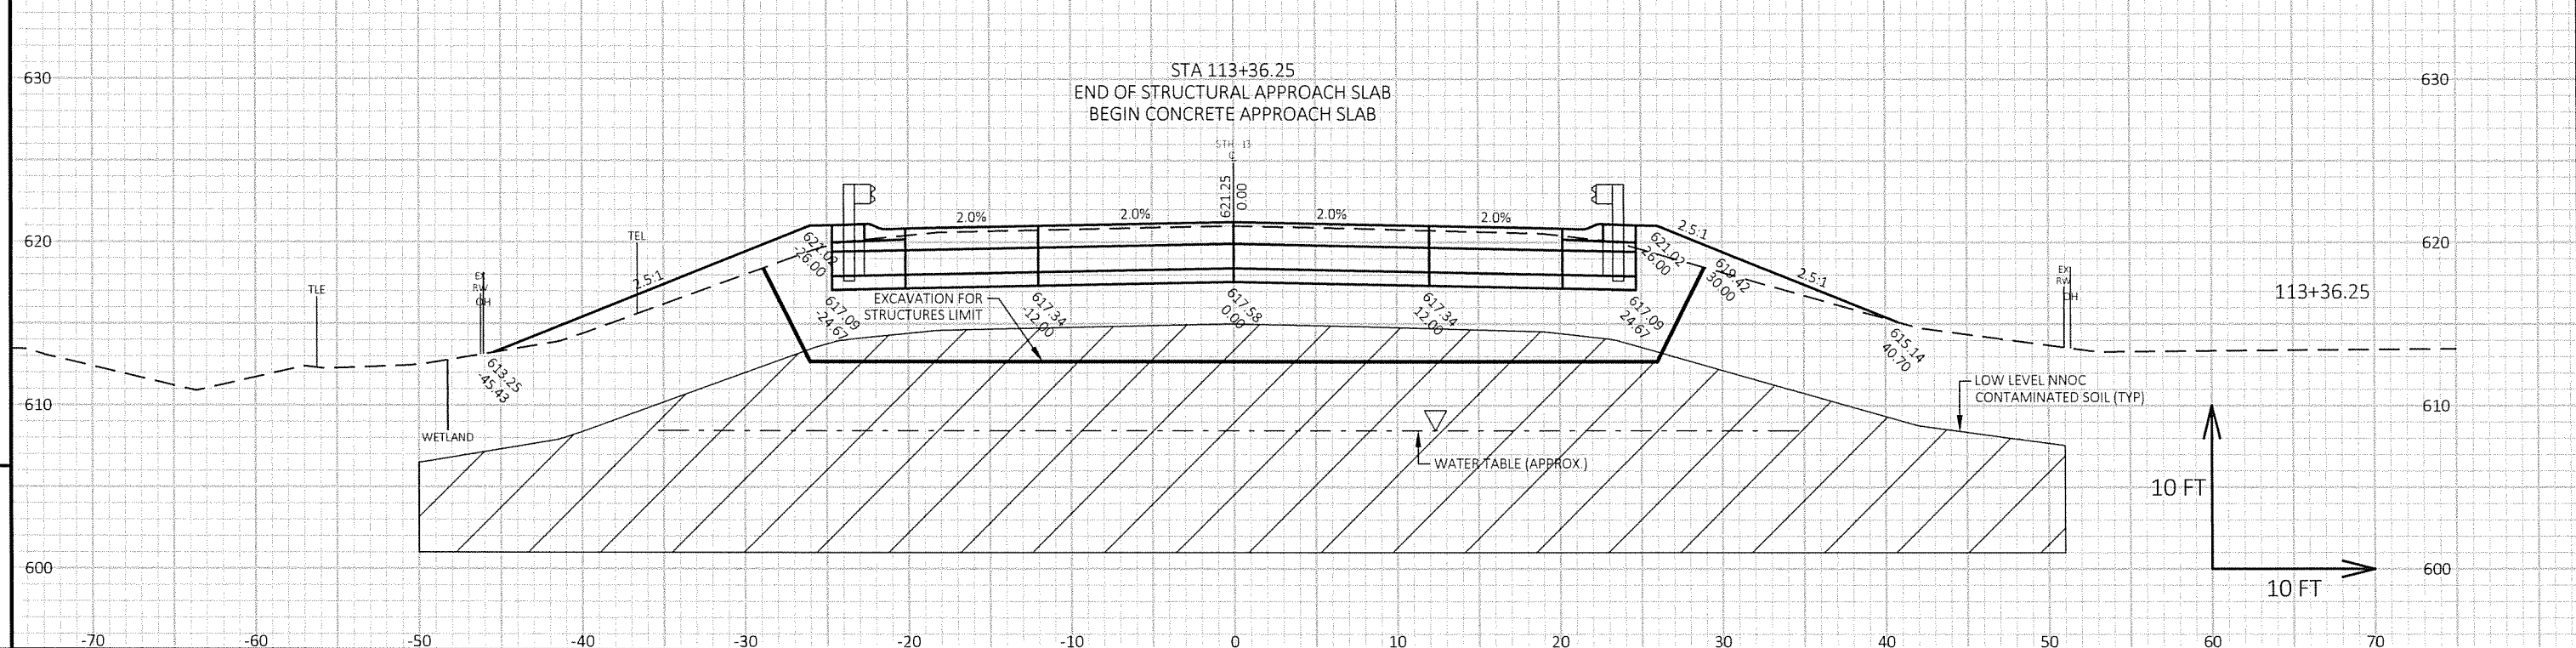 630
STA 113+36.25
END OF STRUCTURAL APPROACH SLAB
BEGIN CONCRETE APPROACH SLAB
630
STH 13
℄
621.25
0.00
2.0%
2.0%
2.0%
2.0%
620
TEL
621.02
-26.00
621.02
26.00
2.5:1
620
EX
RW
OH
TLE
2.5:1
619.42
30.00
2.5:1
EX
RW
OH
113+36.25
EXCAVATION FOR
STRUCTURES LIMIT
617.09
-24.67
617.34
-12.00
617.58
0.00
617.34
12.00
617.09
24.67
613.25
-45.43
615.14
40.70
LOW LEVEL NNOC
CONTAMINATED SOIL (TYP)
610
610
WETLAND
WATER TABLE (APPROX.)
10 FT
600
600
10 FT
-70
-60
-50
-40
-30
-20
-10
0
10
20
30
40
50
60
70